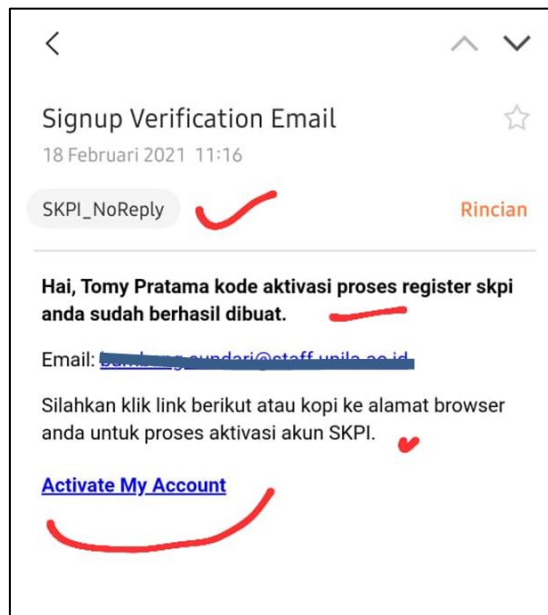 Signup Verification Email
18 Februari 2021 11:16
SKPI_NoReply
Rincian
Hai, Tomy Pratama kode aktivasi proses register skpi
anda sudah berhasil dibuat.
Email:
Silahkan klik link berikut atau kopi ke alamat browser
anda untuk proses aktivasi akun SKPI.
Activate My Account